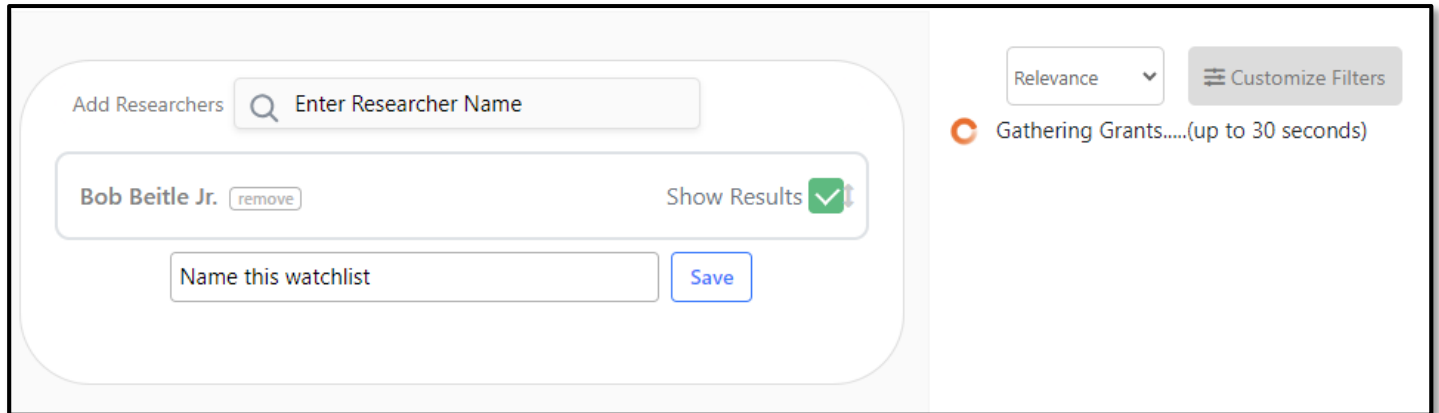 Add Researchers
Enter Researcher Name
Bob Beitle Jr. remove
Show Results
Name this watchlist
Save
Relevance
Customize Filters
Gathering Grants.....(up to 30 seconds)